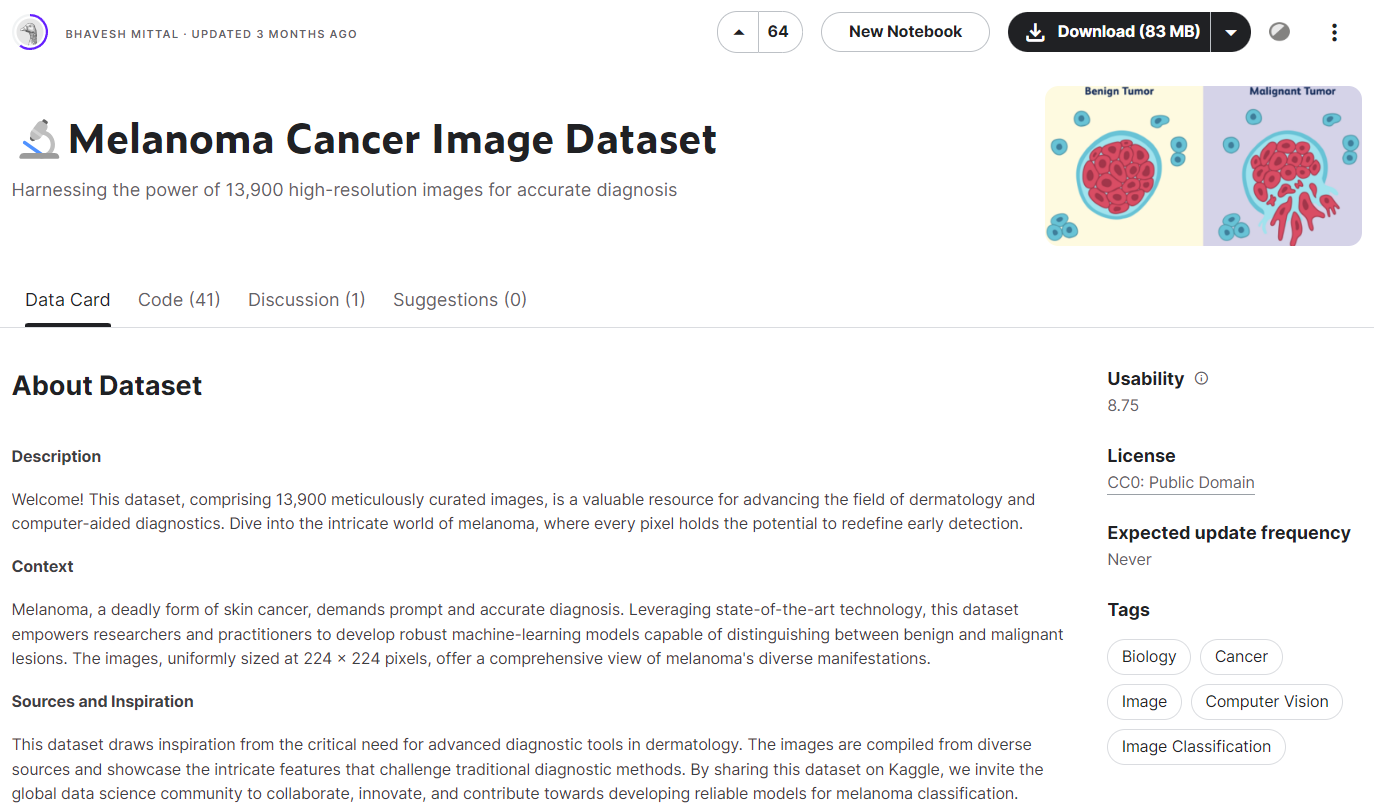 BHAVESH MITTAL · UPDATED 3 MONTHS AGO
64
New Notebook
Download (83 MB)
Melanoma Cancer Image Dataset
Harnessing the power of 13,900 high-resolution images for accurate diagnosis
Benign Tumor
Malignant Tumor
Data Card
Code (41)
Discussion (1)
Suggestions (0)
About Dataset
Description
Welcome! This dataset, comprising 13,900 meticulously curated images, is a valuable resource for advancing the field of dermatology and
computer-aided diagnostics. Dive into the intricate world of melanoma, where every pixel holds the potential to redefine early detection.
Context
Melanoma, a deadly form of skin cancer, demands prompt and accurate diagnosis. Leveraging state-of-the-art technology, this dataset
empowers researchers and practitioners to develop robust machine-learning models capable of distinguishing between benign and malignant
lesions. The images, uniformly sized at 224 × 224 pixels, offer a comprehensive view of melanoma's diverse manifestations.
Sources and Inspiration
This dataset draws inspiration from the critical need for advanced diagnostic tools in dermatology. The images are compiled from diverse
sources and showcase the intricate features that challenge traditional diagnostic methods. By sharing this dataset on Kaggle, we invite the
global data science community to collaborate, innovate, and contribute towards developing reliable models for melanoma classification.
Usability
8.75
License
CC0: Public Domain
Expected update frequency
Never
Tags
Biology
Cancer
Image
Computer Vision
Image Classification